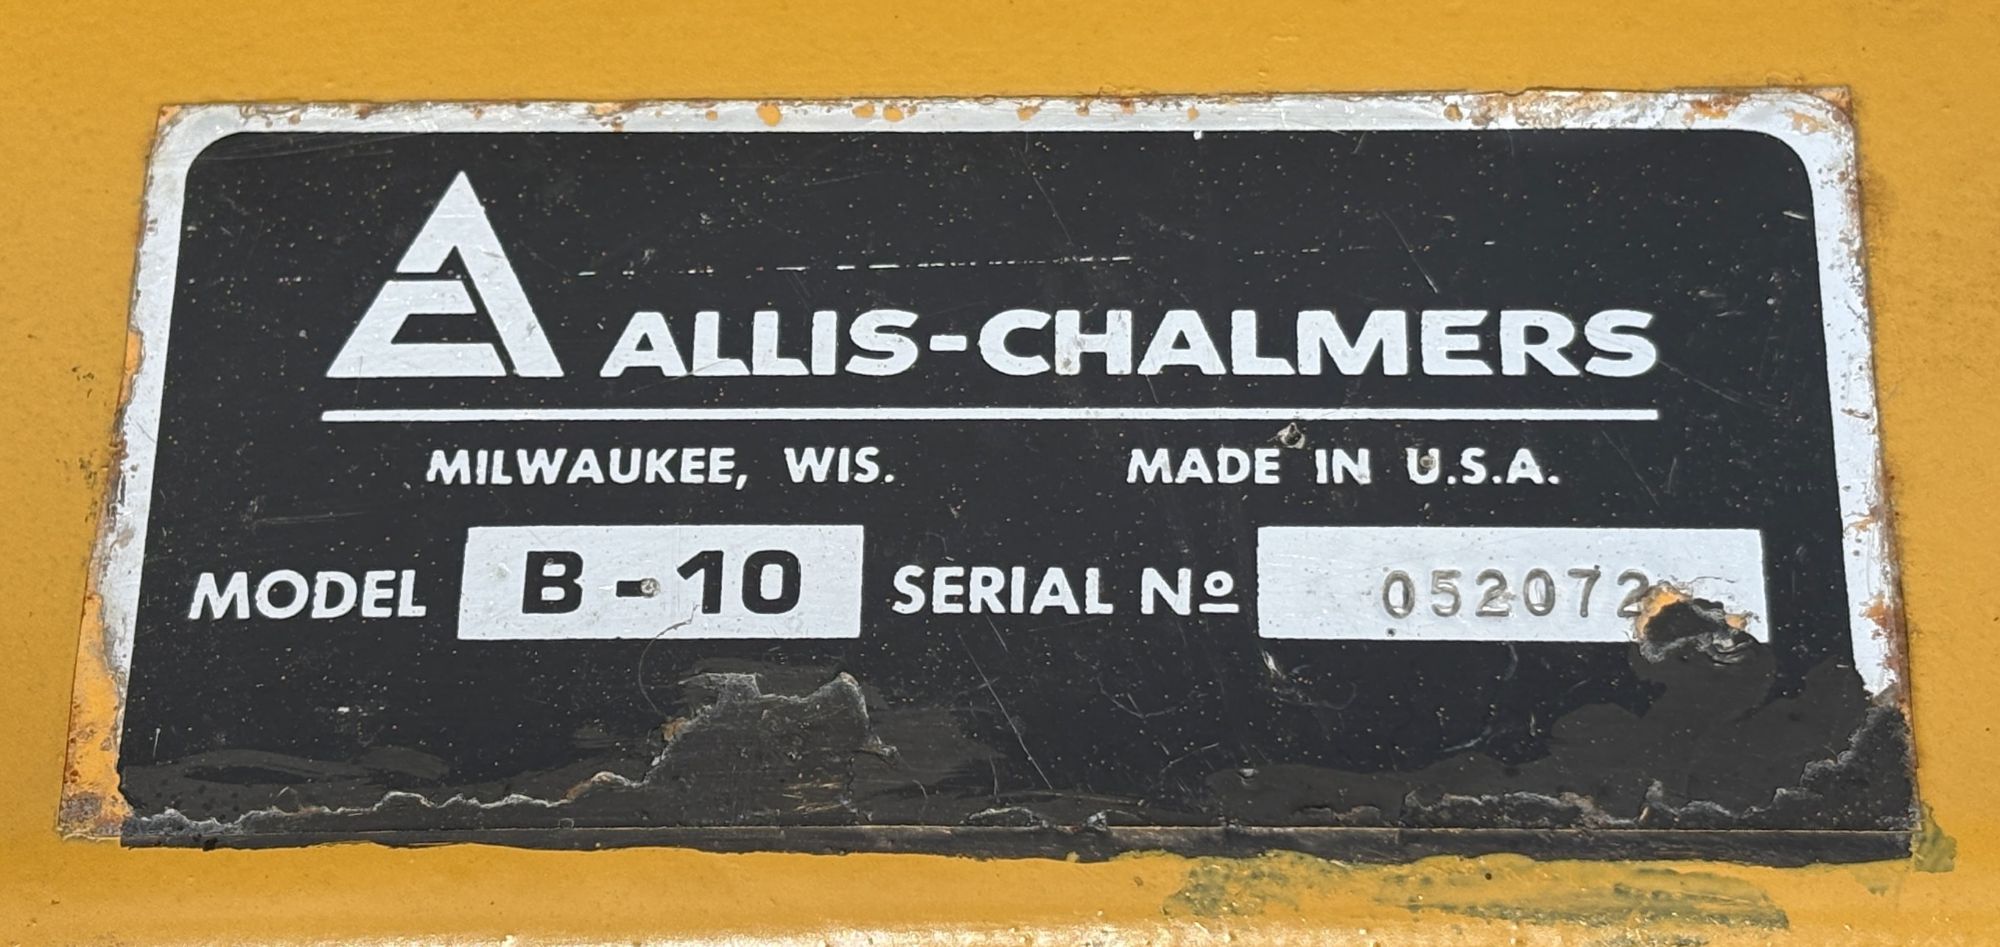 ALLIS-CHALMERS
MILWAUKEE, WIS. MADE IN U.S.A.
MODEL B-10 SERIAL Nº 052072